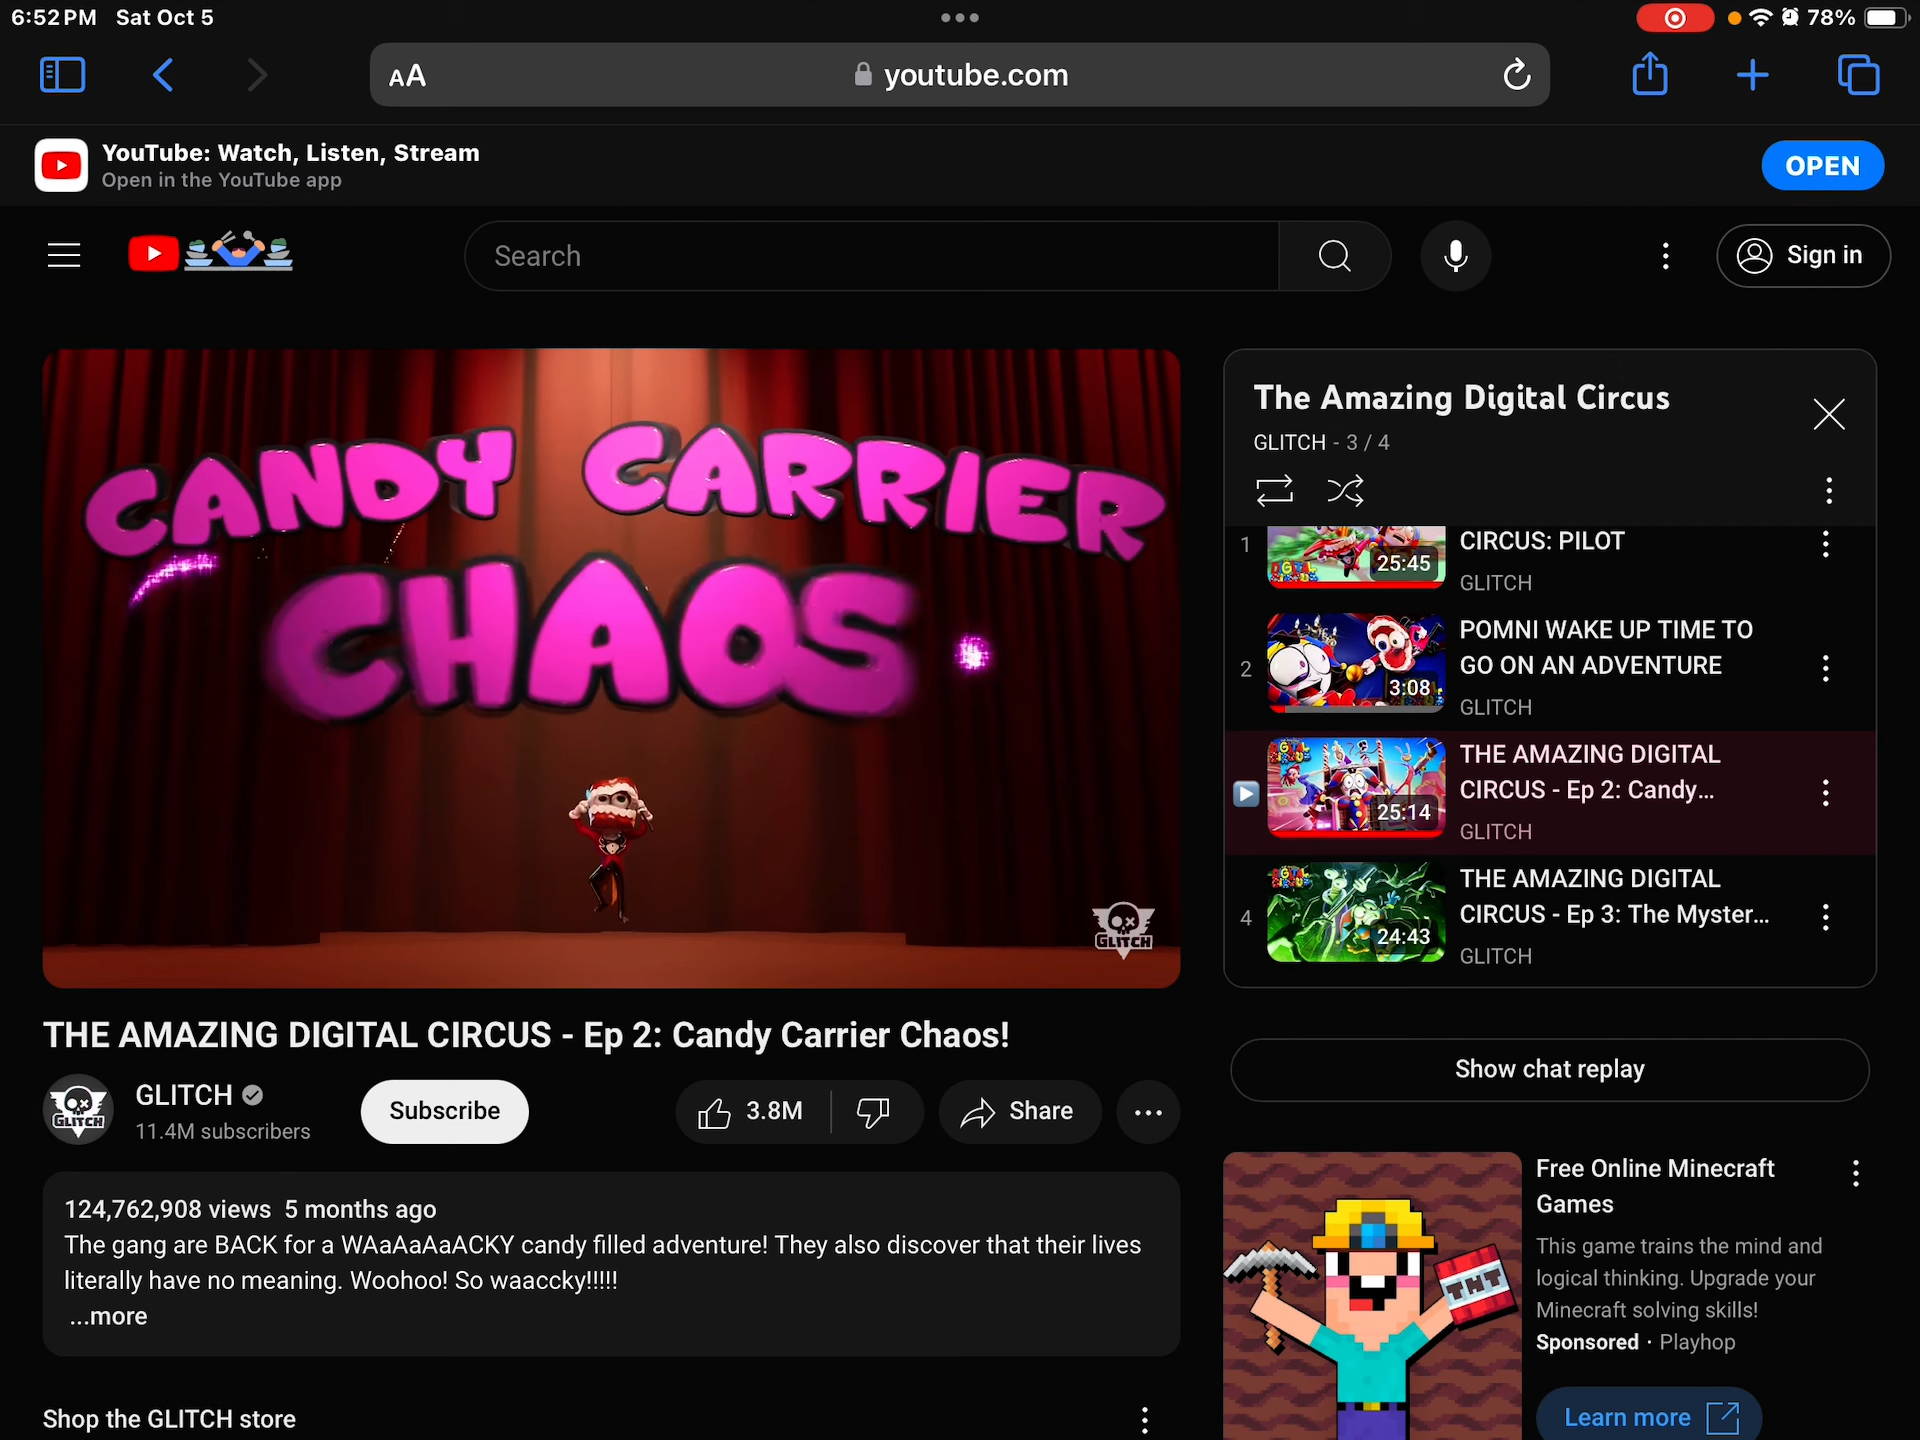 6:52 PM Sat Oct 5
78%
AA
youtube.com
YouTube: Watch, Listen, Stream
Open in the YouTube app
OPEN
Search
Sign in
CANDY CARRIER
CHAOS
GLITCH
The Amazing Digital Circus
GLITCH - 3 / 4
1
CIRCUS: PILOT
25:45
GLITCH
2
POMNI WAKE UP TIME TO
GO ON AN ADVENTURE
3:08
GLITCH
THE AMAZING DIGITAL
CIRCUS - Ep 2: Candy...
25:14
GLITCH
4
THE AMAZING DIGITAL
CIRCUS - Ep 3: The Myster...
24:43
GLITCH
THE AMAZING DIGITAL CIRCUS - Ep 2: Candy Carrier Chaos!
GLITCH
GLITCH
11.4M subscribers
Subscribe
3.8M
Share
Show chat replay
124,762,908 views 5 months ago
The gang are BACK for a WAaAaAaACKY candy filled adventure! They also discover that their lives
literally have no meaning. Woohoo! So waaccky!!!!!
...more
Shop the GLITCH store
Free Online Minecraft
Games
This game trains the mind and
logical thinking. Upgrade your
Minecraft solving skills!
Sponsored · Playhop
TNT
Learn more